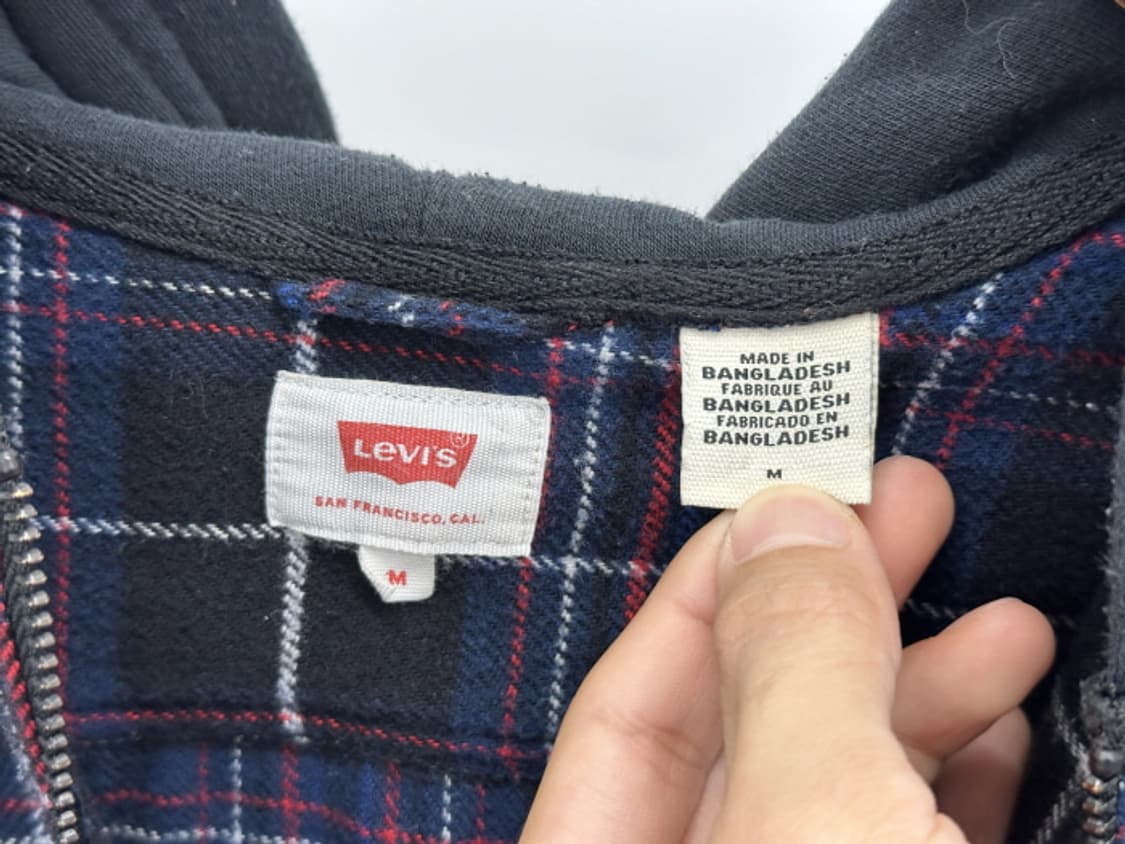 Levi's®
SAN FRANCISCO, CAL.
M
MADE IN
BANGLADESH
FABRIQUE AU
BANGLADESH
FABRICADO EN
BANGLADESH
M